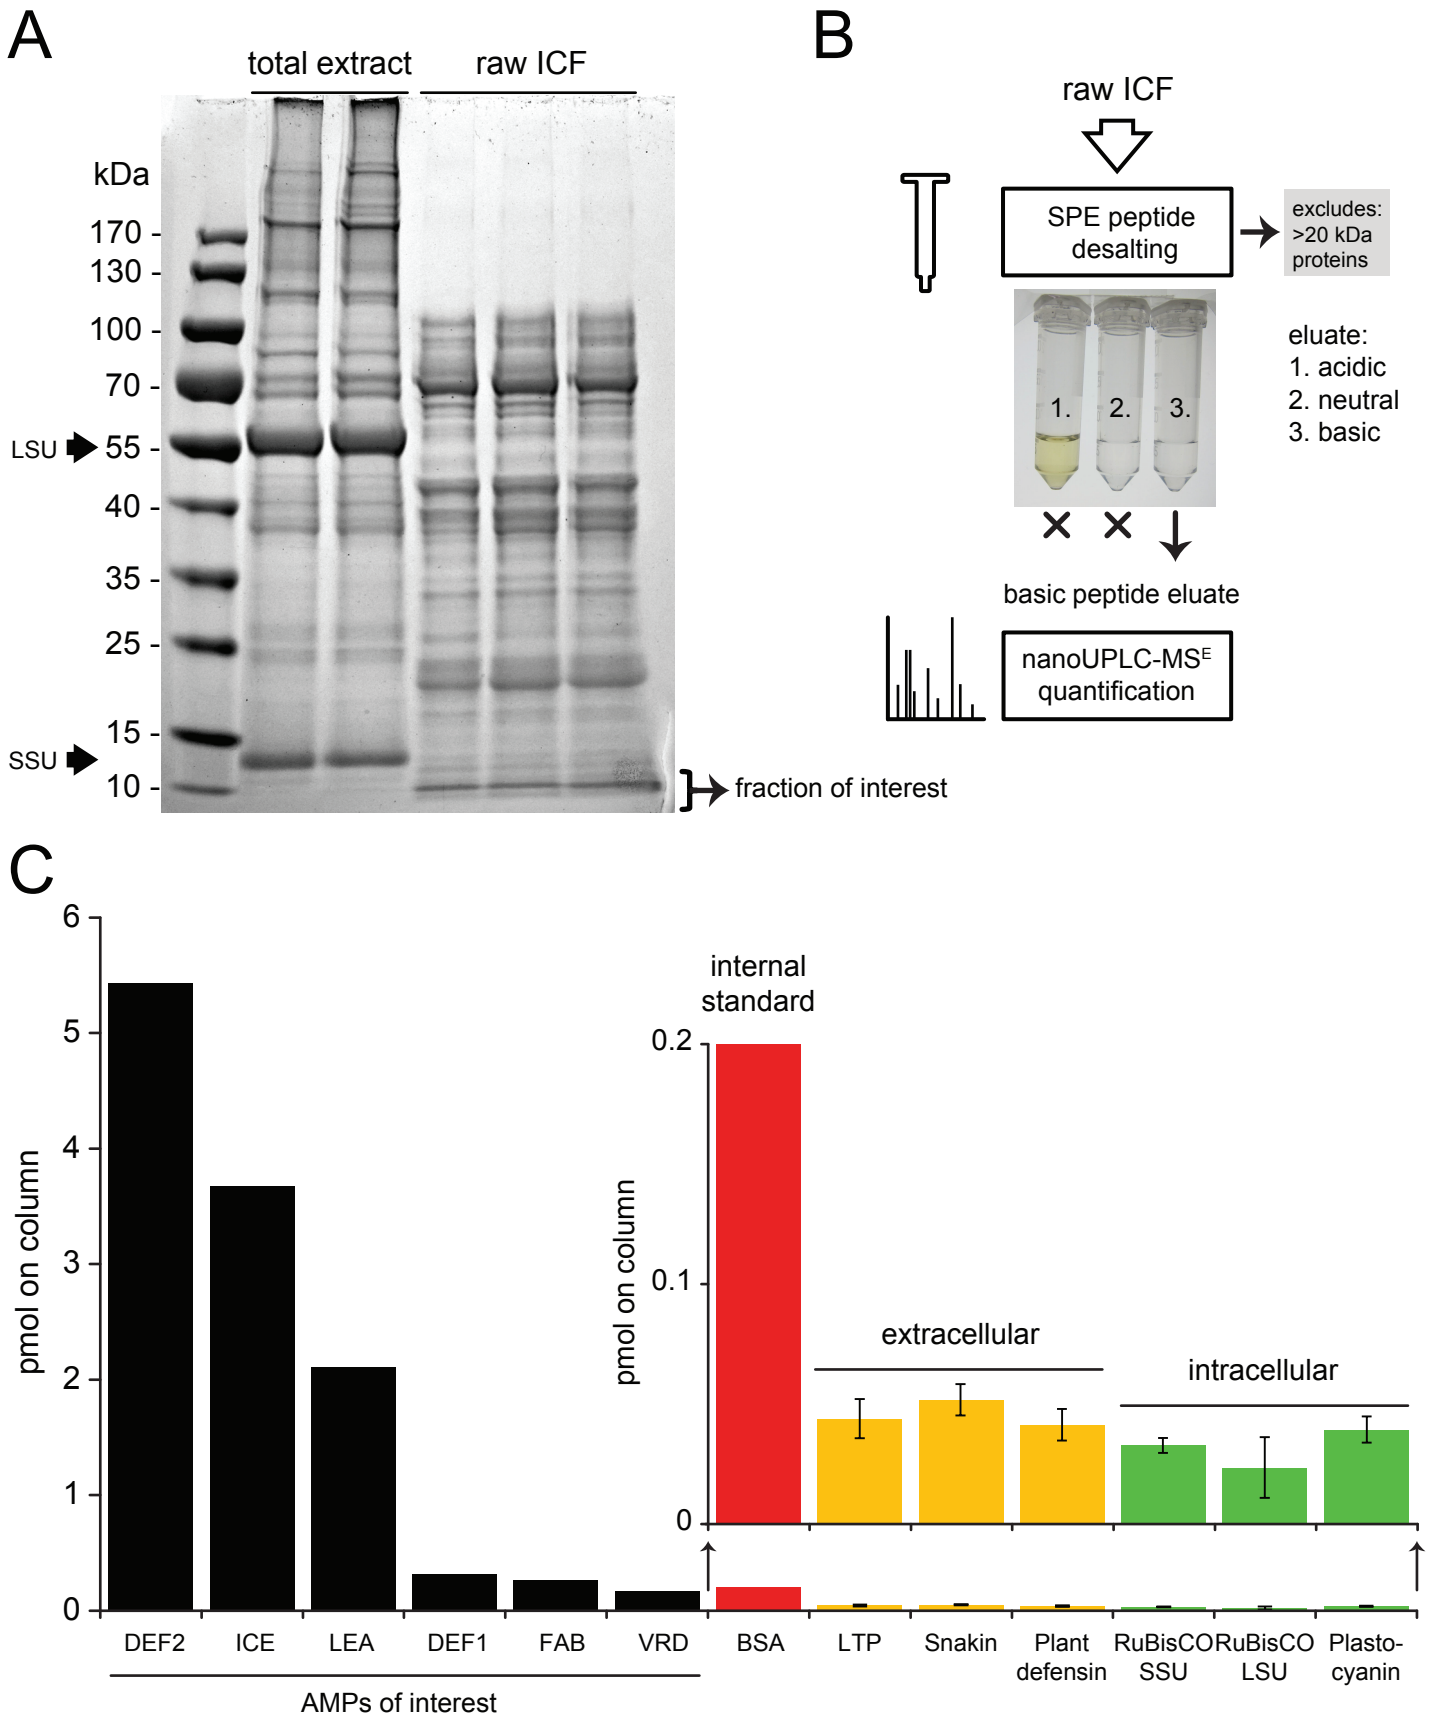 A
total extract
raw ICF
kDa
170 -
130 -
100 -
70 -
LSU
55 -
40 -
35 -
25 -
15 -
SSU
10 -
fraction of interest
B
raw ICF
SPE peptide
desalting
excludes:
>20 kDa
proteins
eluate:
1. acidic
2. neutral
3. basic
1.
2.
3.
basic peptide eluate
nanoUPLC-MSᴱ
quantification
C
6
5
4
3
2
1
0
pmol on column
internal
standard
0.2
0.1
0
pmol on column
extracellular
intracellular
DEF2
ICE
LEA
DEF1
FAB
VRD
BSA
LTP
Snakin
Plant
defensin
RuBisCO
SSU
RuBisCO
LSU
Plasto-
cyanin
AMPs of interest